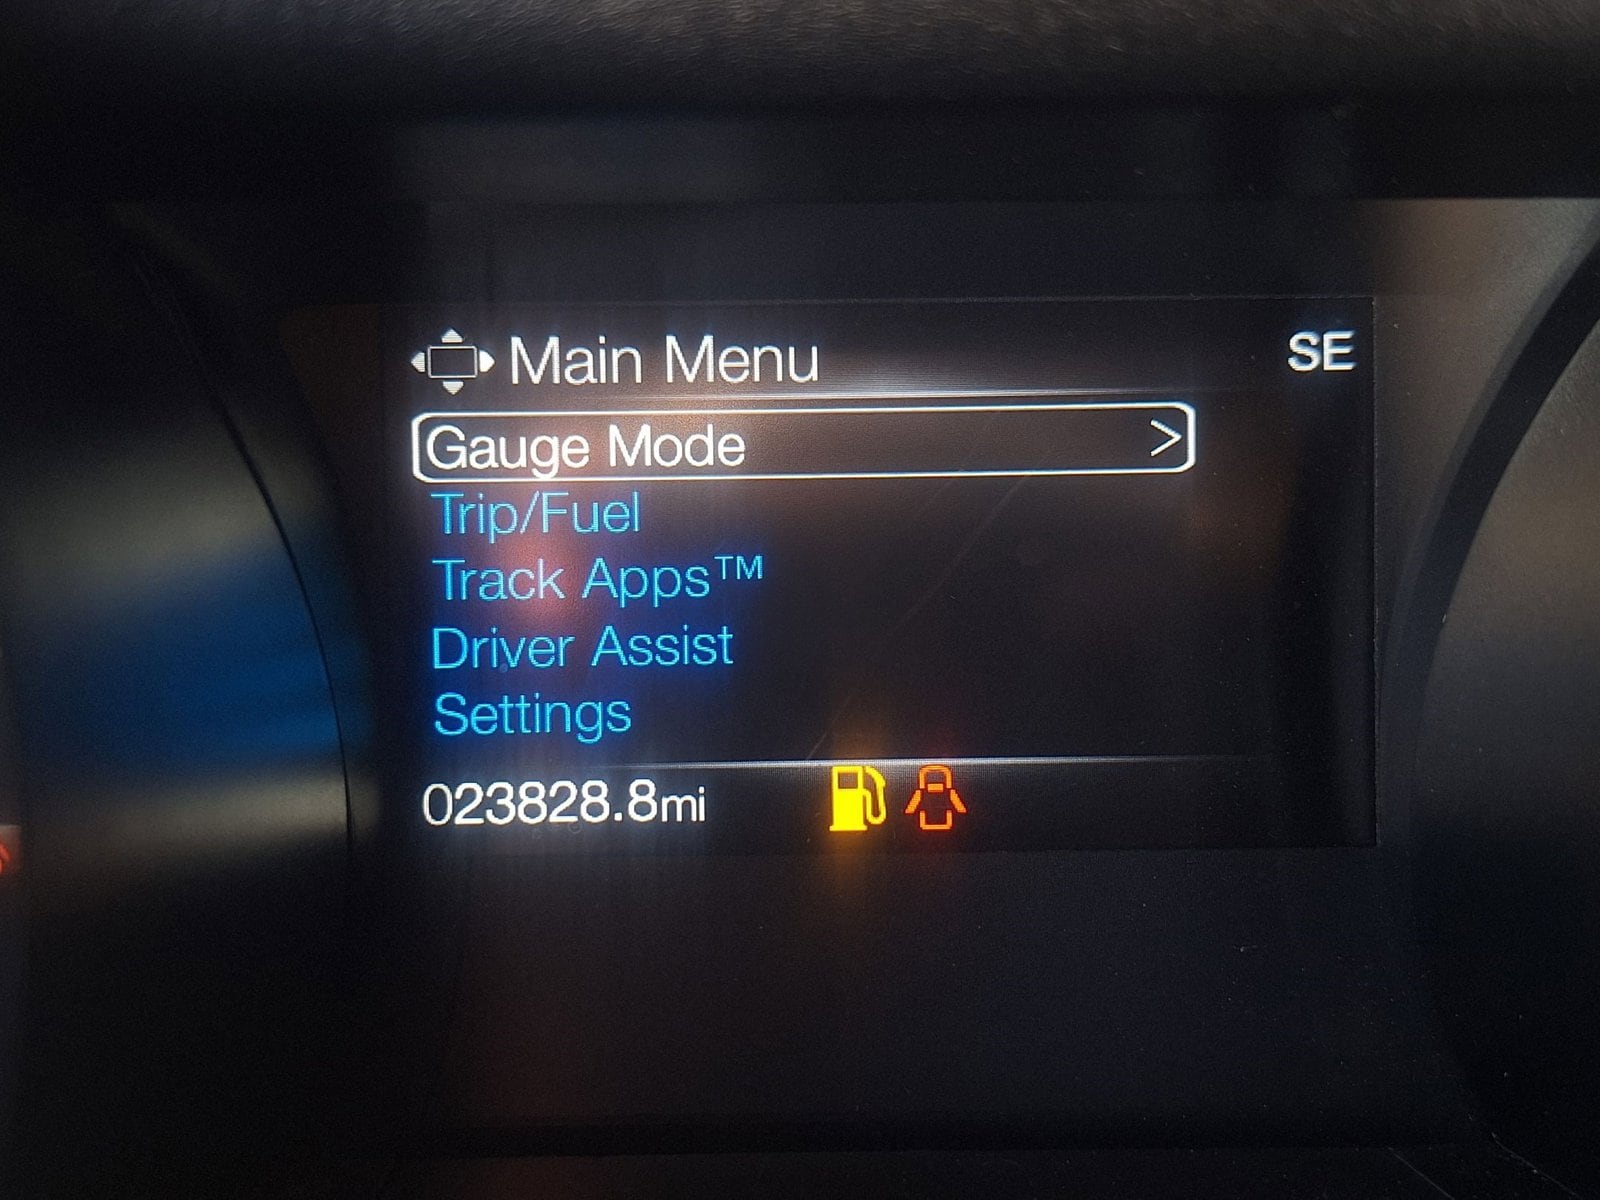 Main Menu
SE
Gauge Mode >
Trip/Fuel
Track Apps™
Driver Assist
Settings
023828.8mi